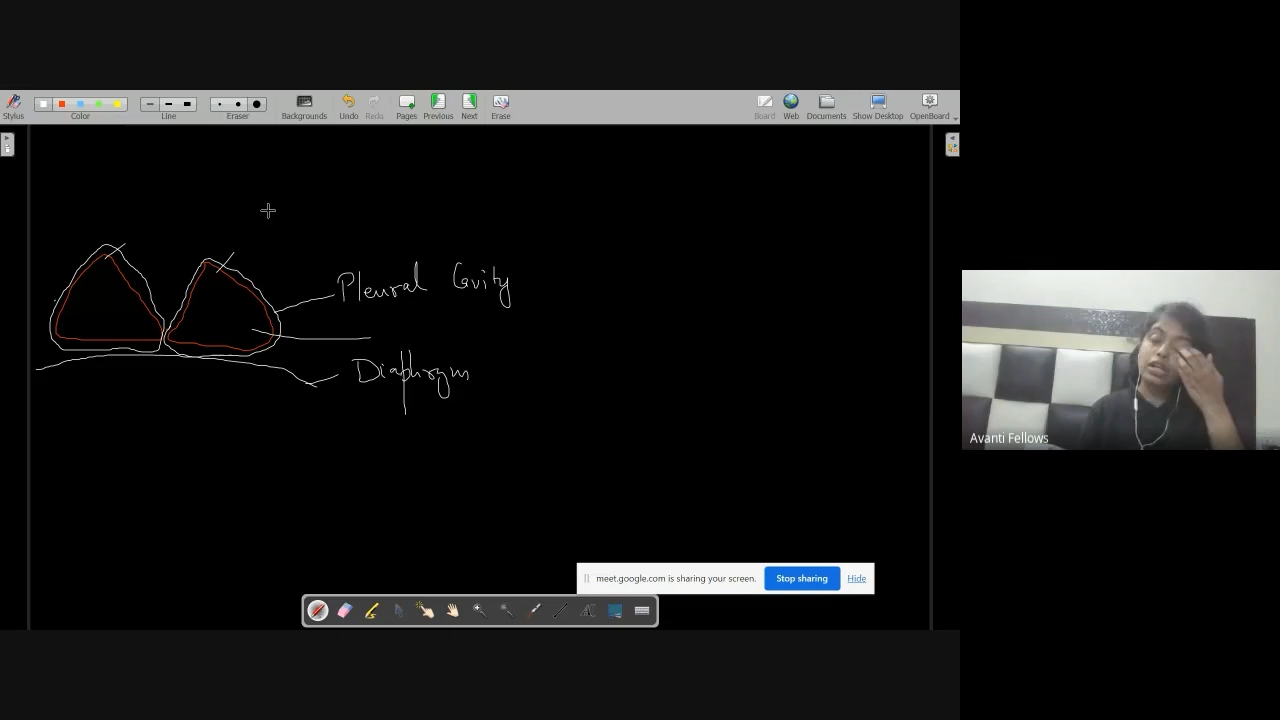 Stylus
Color
Line
Eraser
Backgrounds
Undo
Redo
Pages
Previous
Next
Erase
Board
Web
Documents
Show Desktop
OpenBoard
Pleural Cavity
Diaphrgm
Avanti Fellows
meet.google.com is sharing your screen.
Stop sharing
Hide